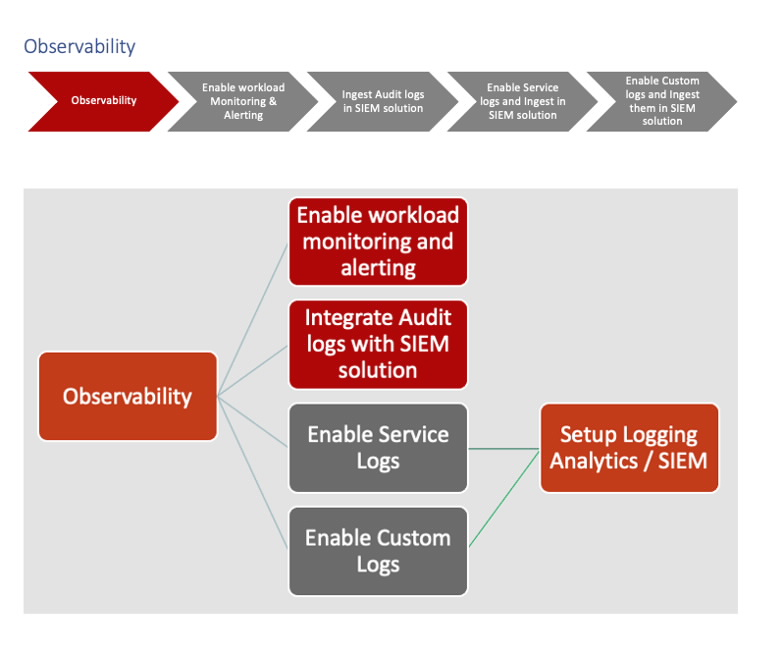 Observability
Observability
Enable workload
Monitoring &
Alerting
Ingest Audit logs
in SIEM solution
Enable Service
logs and Ingest in
SIEM solution
Enable Custom
logs and Ingest
them in SIEM
solution
Enable workload
monitoring and
alerting
Integrate Audit
logs with SIEM
solution
Observability
Enable Service
Logs
Setup Logging
Analytics / SIEM
Enable Custom
Logs